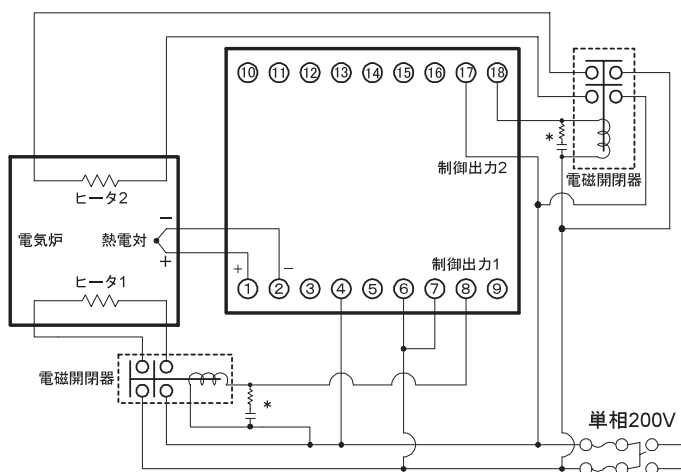 ⑩ ⑪ ⑫ ⑬ ⑭ ⑮ ⑯ ⑰ ⑱
*
制御出力2
電磁開閉器
ヒータ2
電気炉
熱電対
−
+
ヒータ1
+
−
制御出力1
① ② ③ ④ ⑤ ⑥ ⑦ ⑧ ⑨
電磁開閉器
*
単相200V